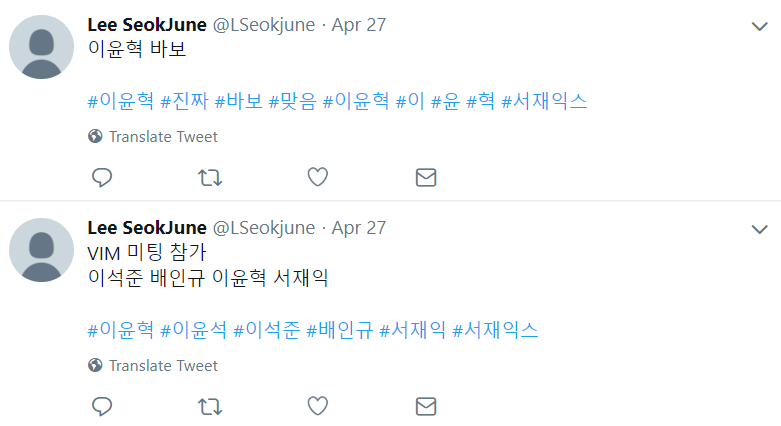 Lee SeokJune @LSeokjune · Apr 27
이윤혁 바보
#이윤혁 #진짜 #바보 #맞음 #이윤혁 #이 #윤 #혁 #서재익스
Translate Tweet
Lee SeokJune @LSeokjune · Apr 27
VIM 미팅 참가
이석준 배인규 이윤혁 서재익
#이윤혁 #이윤석 #이석준 #배인규 #서재익 #서재익스
Translate Tweet